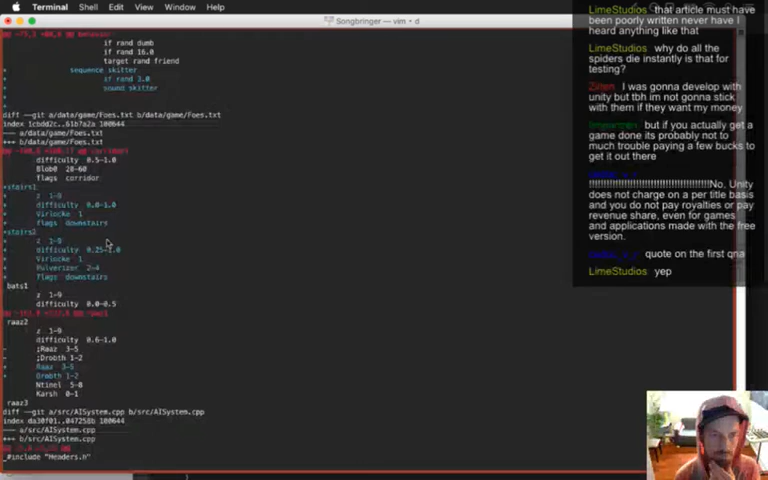 Terminal Shell Edit View Window Help
Songbringer — vim • d
if rand dumb
if rand 16.0
target rand friend
+ sequence skitter
+ if rand 3.0
+ sound skitter
diff --git a/data/game/Foes.txt b/data/game/Foes.txt
--- a/data/game/Foes.txt
+++ b/data/game/Foes.txt
difficulty 0.5-1.0
Blob0 20-60
flags corridor
+stairs1
+ z 1-9
+ difficulty 0.0-1.0
+ Virlocke 1
+ flags downstairs
+stairs2
+ z 1-9
+ difficulty 0.25-1.0
+ Virlocke 1
+ Pulverizer 2-4
+ flags downstairs
bats1
z 1-9
difficulty 0.0-0.5
raaz2
z 1-9
difficulty 0.6-1.0
- ;Raaz 3-5
- ;Drobth 1-2
+ Raaz 3-5
+ Drobth 1-2
Ntinel 5-8
Karsh 0-1
raaz3
diff --git a/src/AISystem.cpp b/src/AISystem.cpp
index da30f01..047258b 100644
--- a/src/AISystem.cpp
+++ b/src/AISystem.cpp
#include "Headers.h"
LimeStudios that article must have
been poorly written never have I
heard anything like that
LimeStudios why do all the
spiders die instantly is that for
testing?
I was gonna develop with
unity but tbh im not gonna stick
with them if they want my money
but if you actually get a
game done its probably not to
much trouble paying a few bucks to
get it out there
No, Unity
does not charge on a per title basis
and you do not pay royalties or pay
revenue share, even for games
and applications made with the free
version.
quote on the first qna
LimeStudios yep